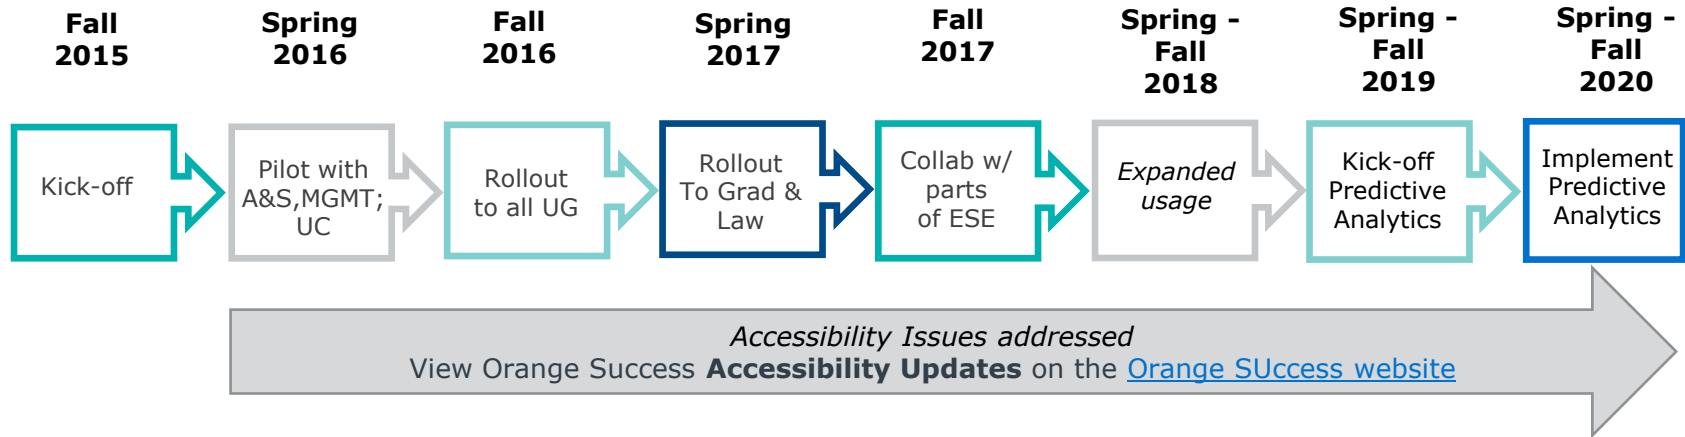 Fall
2015
Spring
2016
Fall
2016
Spring
2017
Fall
2017
Spring -
Fall
2018
Spring -
Fall
2019
Spring -
Fall
2020
Kick-off
Pilot with
A&S,MGMT;
UC
Rollout
to all UG
Rollout
To Grad &
Law
Collab w/
parts
of ESE
Expanded
usage
Kick-off
Predictive
Analytics
Implement
Predictive
Analytics
Accessibility Issues addressed
View Orange Success Accessibility Updates on the Orange SUccess website